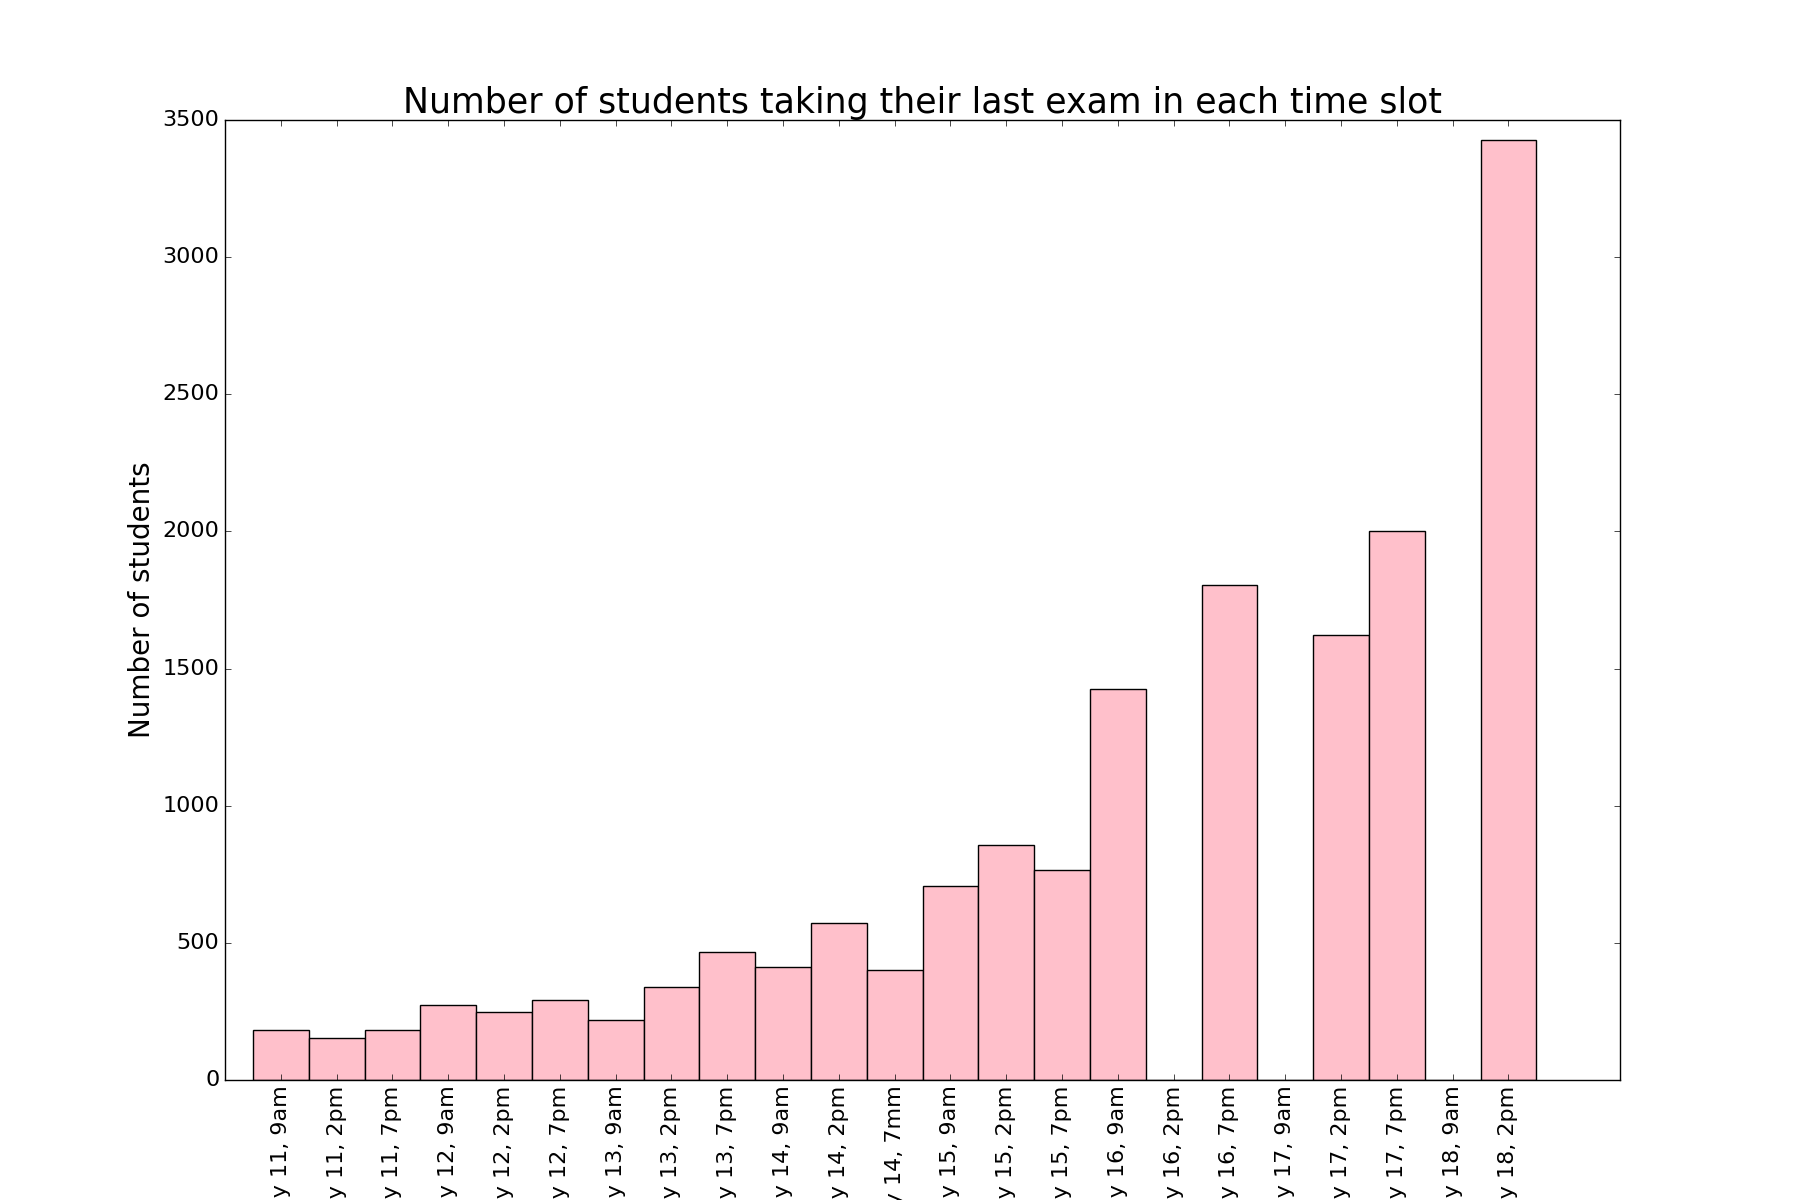 Number of students taking their last exam in each time slot
3500
3000
2500
2000
1500
1000
500
0
Number of students
y 11, 9am
y 11, 2pm
y 11, 7pm
y 12, 9am
y 12, 2pm
y 12, 7pm
y 13, 9am
y 13, 2pm
y 13, 7pm
y 14, 9am
y 14, 2pm
y 14, 7mm
y 15, 9am
y 15, 2pm
y 15, 7pm
y 16, 9am
y 16, 2pm
y 16, 7pm
y 17, 9am
y 17, 2pm
y 17, 7pm
y 18, 9am
y 18, 2pm